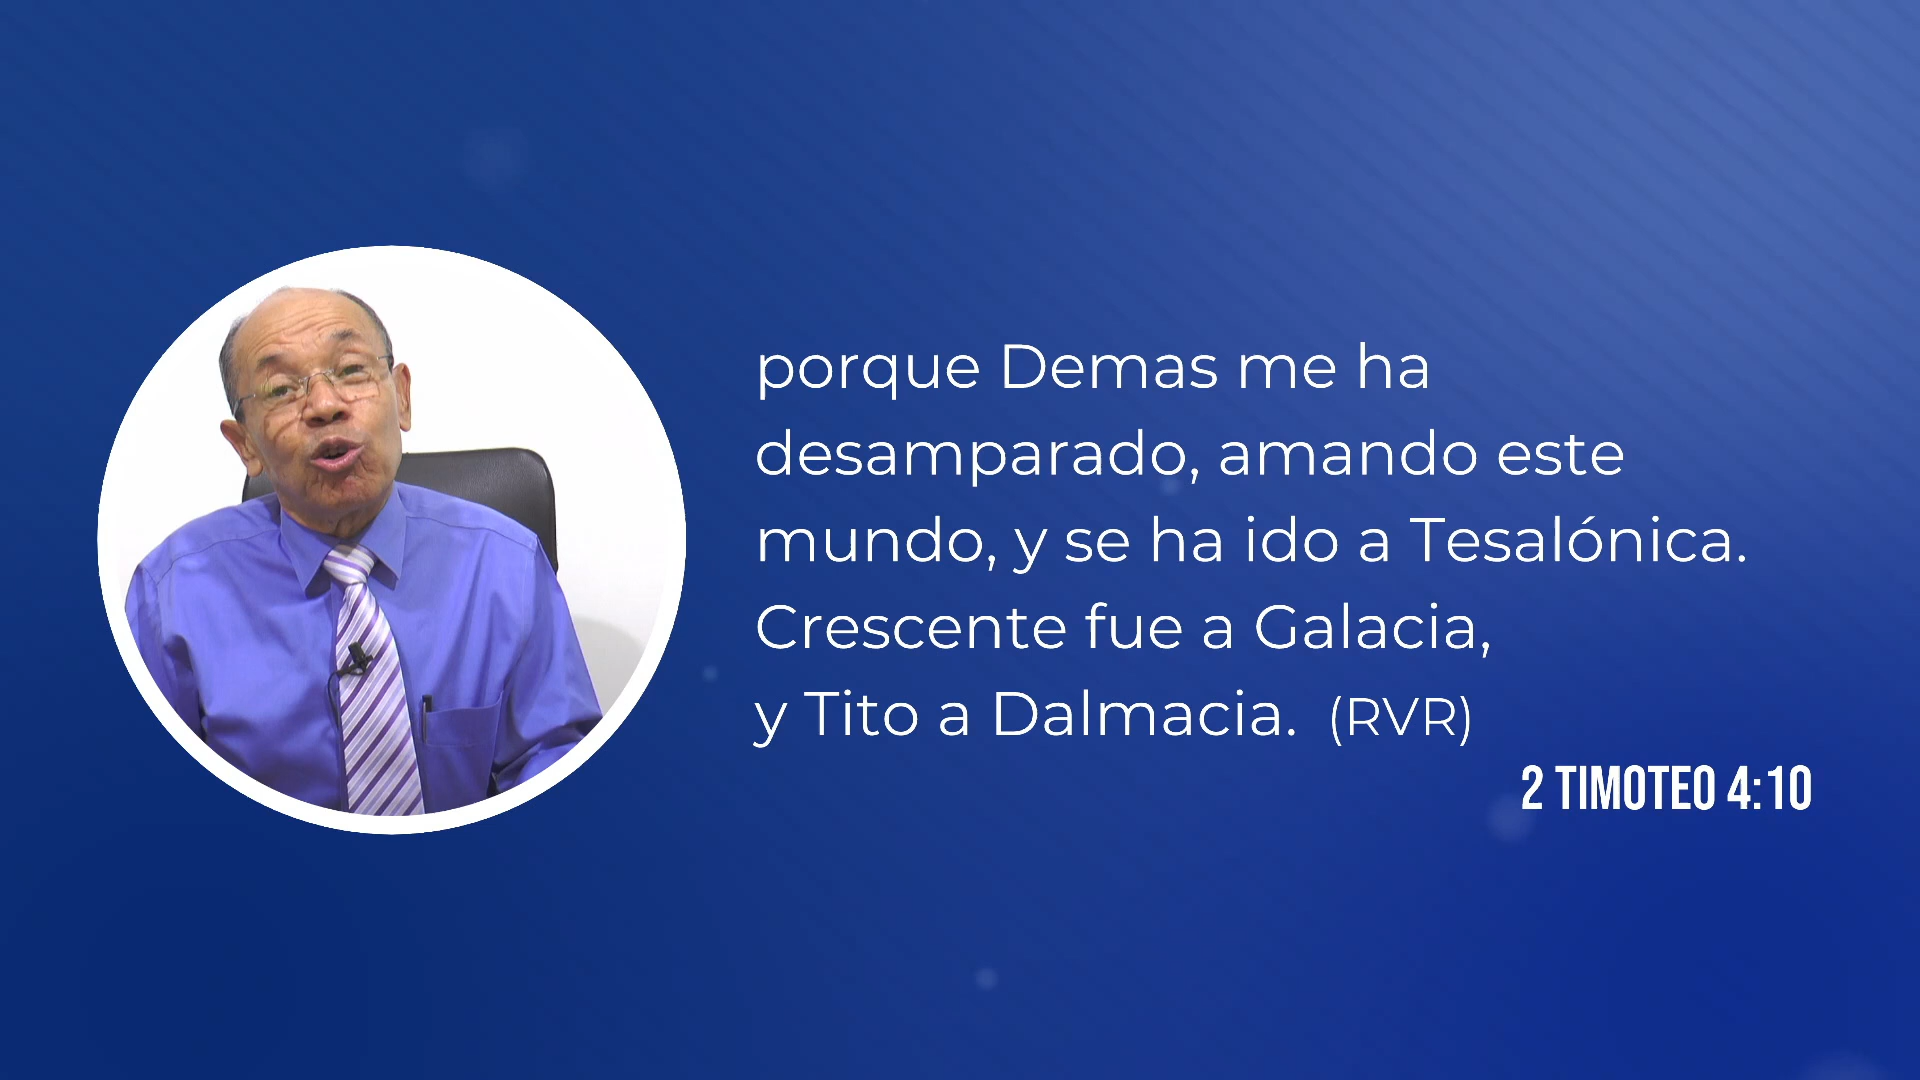 porque Demas me ha
desamparado, amando este
mundo, y se ha ido a Tesalónica.
Crescente fue a Galacia,
y Tito a Dalmacia. (RVR)
2 TIMOTEO 4:10